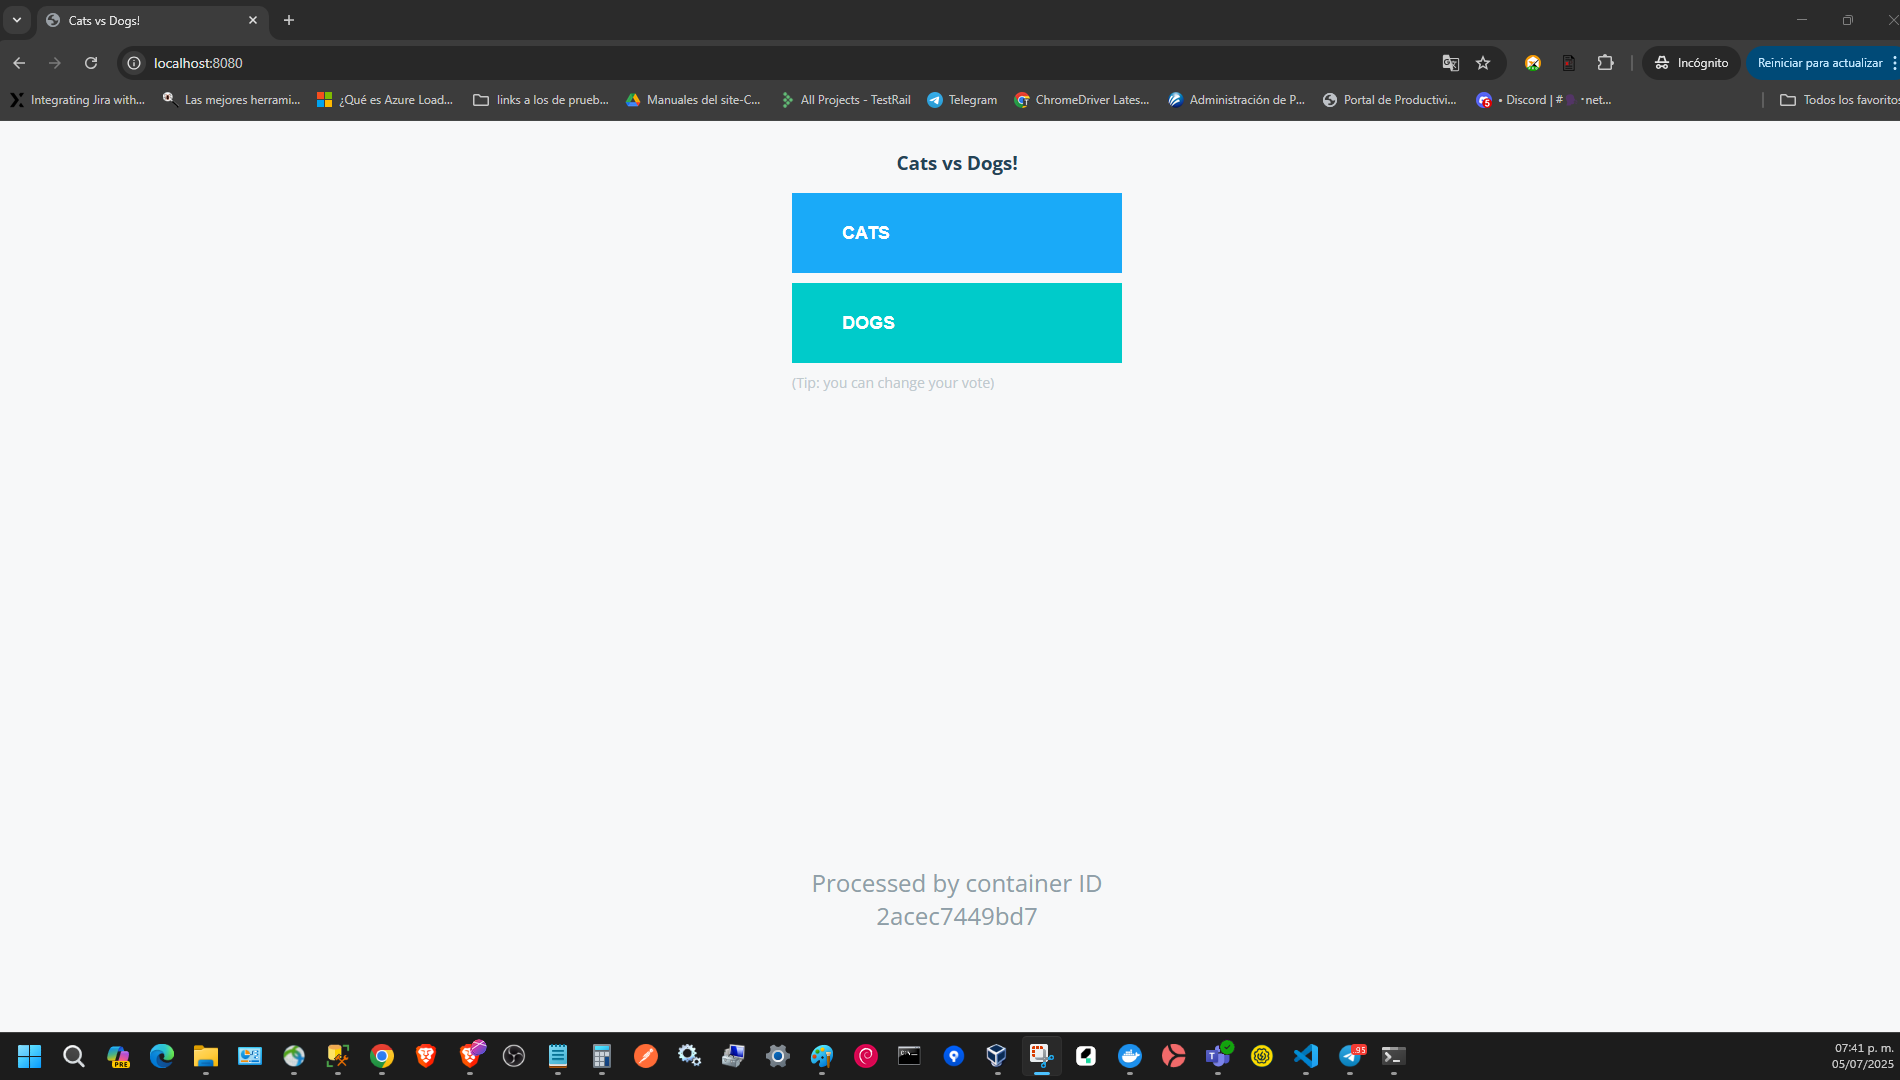 Cats vs Dogs!
localhost:8080
Incógnito
Reiniciar para actualizar
Integrating Jira with...
Las mejores herrami...
¿Qué es Azure Load...
links a los de prueb...
Manuales del site-C...
All Projects - TestRail
Telegram
ChromeDriver Lates...
Administración de P...
Portal de Productivi...
• Discord | #
net...
Todos los favoritos
Cats vs Dogs!
CATS
DOGS
(Tip: you can change your vote)
Processed by container ID
2acec7449bd7
PRE
95
07:41 p. m.
05/07/2025